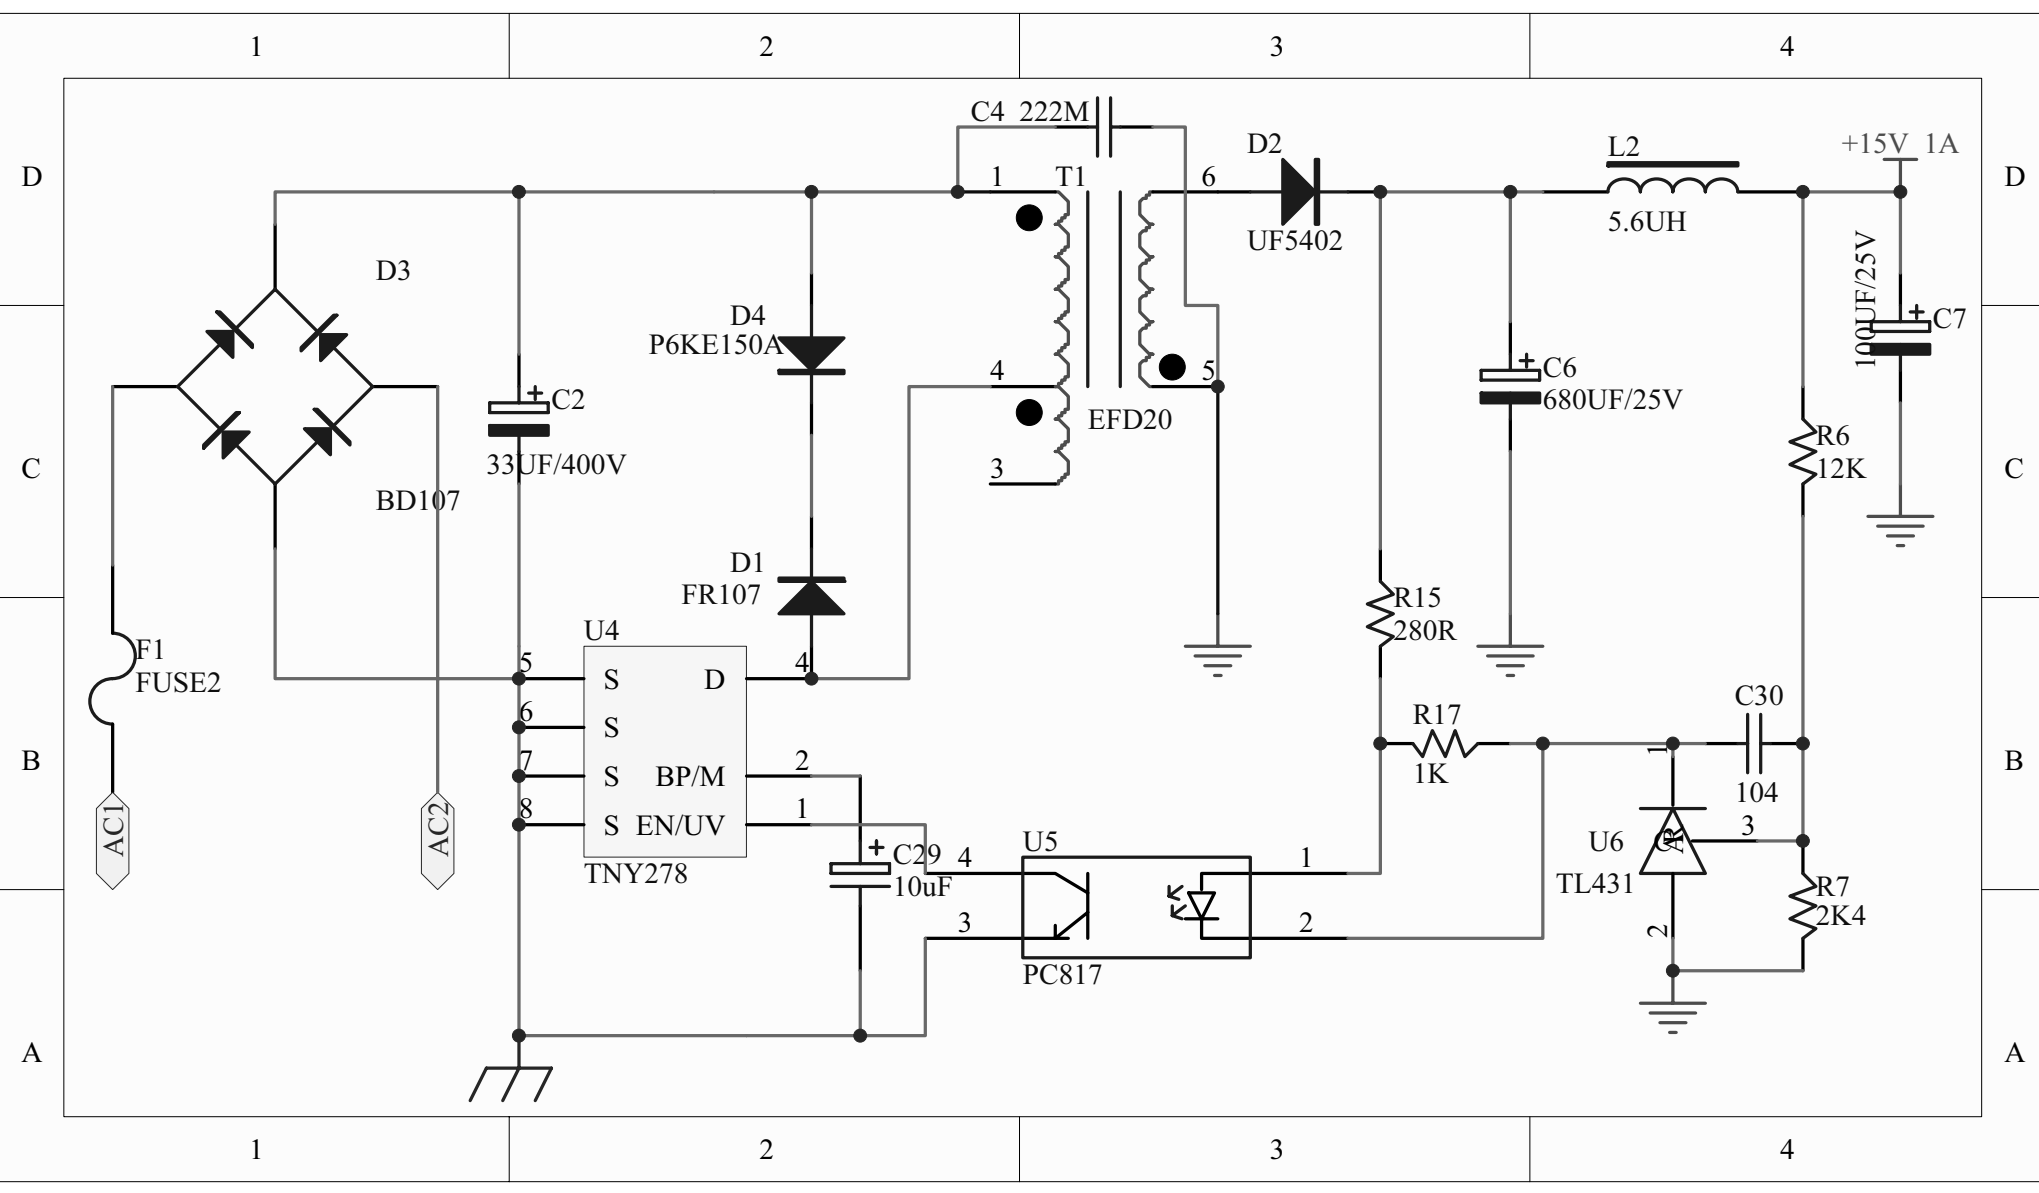 1 2 3 4
C4 222M
D2
L2
+15V 1A
D D
1 T1 6
UF5402
5.6UH
D3
100UF/25V
D4
P6KE150A
C7
4 5
C6
680UF/25V
C2
EFD20
33UF/400V
R6
12K
C C
3
BD107
D1
FR107
R15
280R
U4
F1
FUSE2
5 S D 4
6 S
7 S BP/M 2
8 S EN/UV 1
TNY278
C30
R17
1K
104
1
B B
AC1
AC2
C29
10uF
U5
4 1
3 2
PC817
U6
TL431
3
2
R7
2K4
A A
1 2 3 4